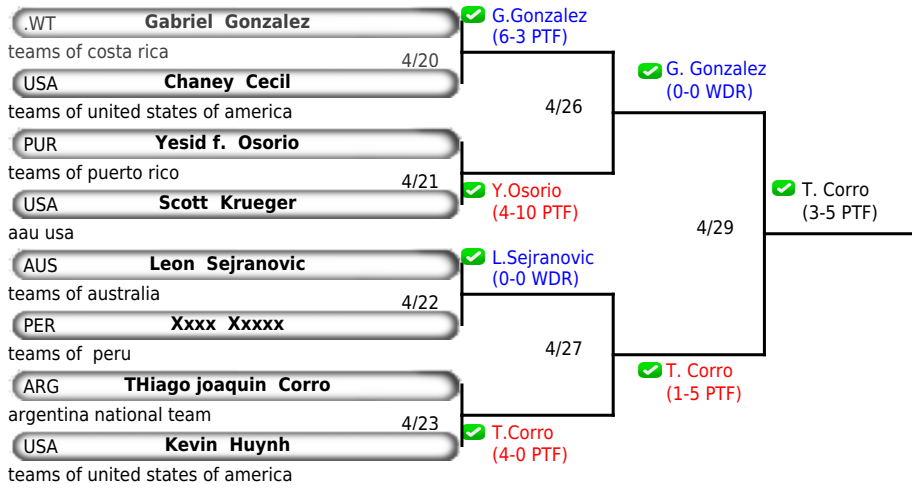 .WT Gabriel Gonzalez
teams of costa rica
4/20
USA Chaney Cecil
teams of united states of america
PUR Yesid f. Osorio
teams of puerto rico
4/21
USA Scott Krueger
aau usa
AUS Leon Sejranovic
teams of australia
4/22
PER Xxxx Xxxxx
teams of peru
ARG THiago joaquin Corro
argentina national team
4/23
USA Kevin Huynh
teams of united states of america
G.Gonzalez
(6-3 PTF)
4/26
Y.Osorio
(4-10 PTF)
L.Sejranovic
(0-0 WDR)
4/27
T.Corro
(4-0 PTF)
G. Gonzalez
(0-0 WDR)
4/29
T. Corro
(1-5 PTF)
T. Corro
(3-5 PTF)